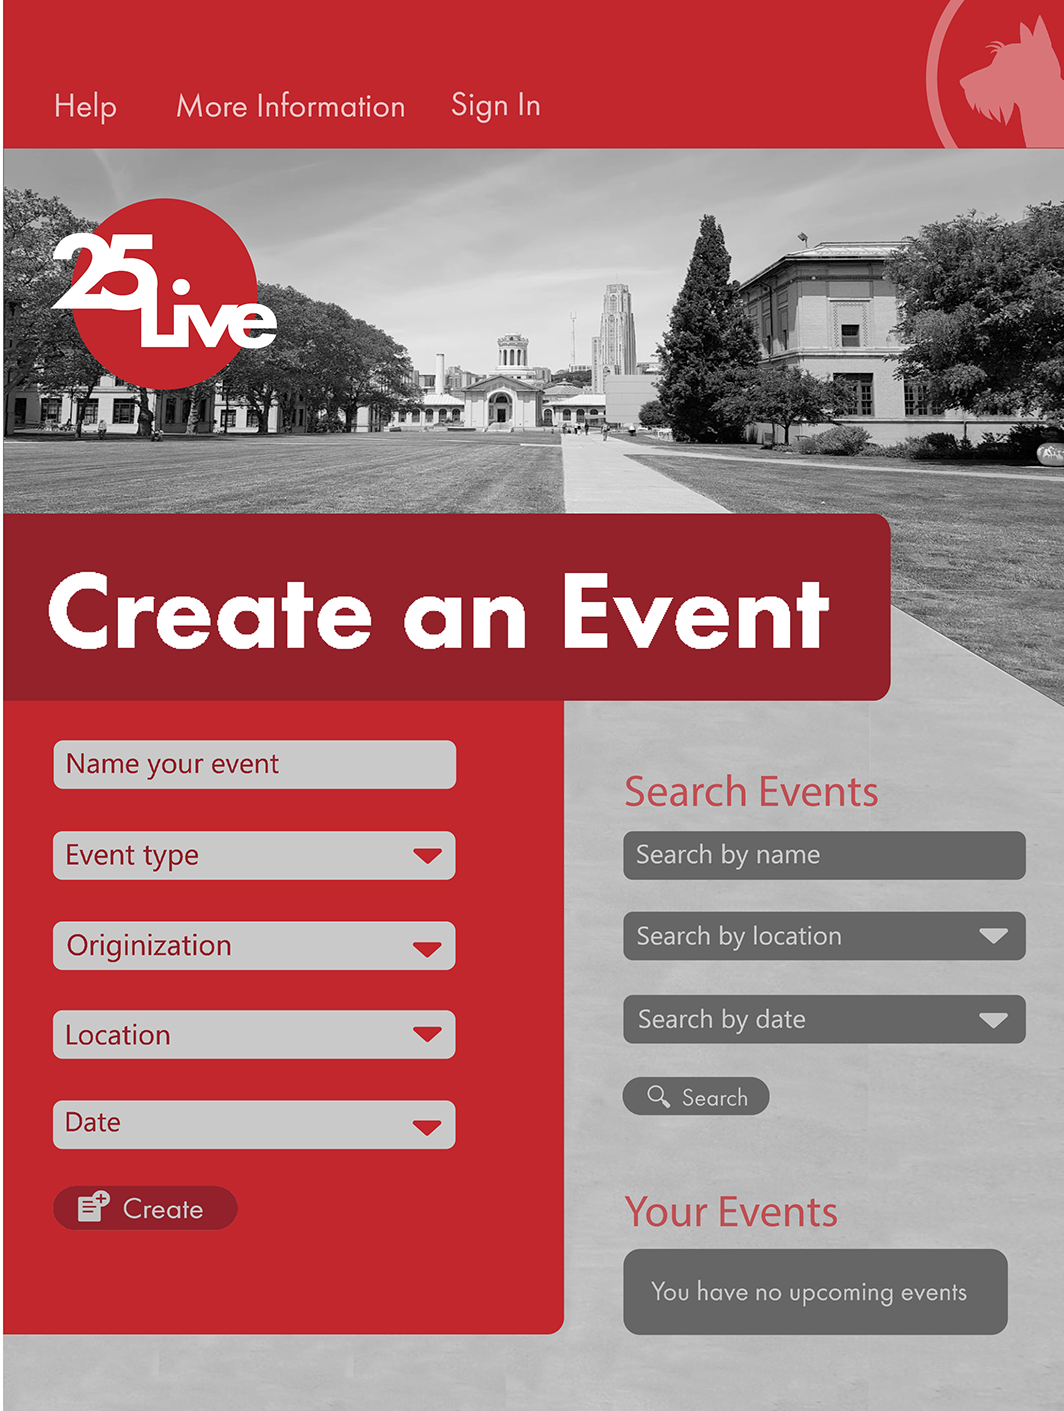 Help
More Information
Sign In
25
Live
Create an Event
Name your event
Event type
Originization
Location
Date
Create
Search Events
Search by name
Search by location
Search by date
Search
Your Events
You have no upcoming events